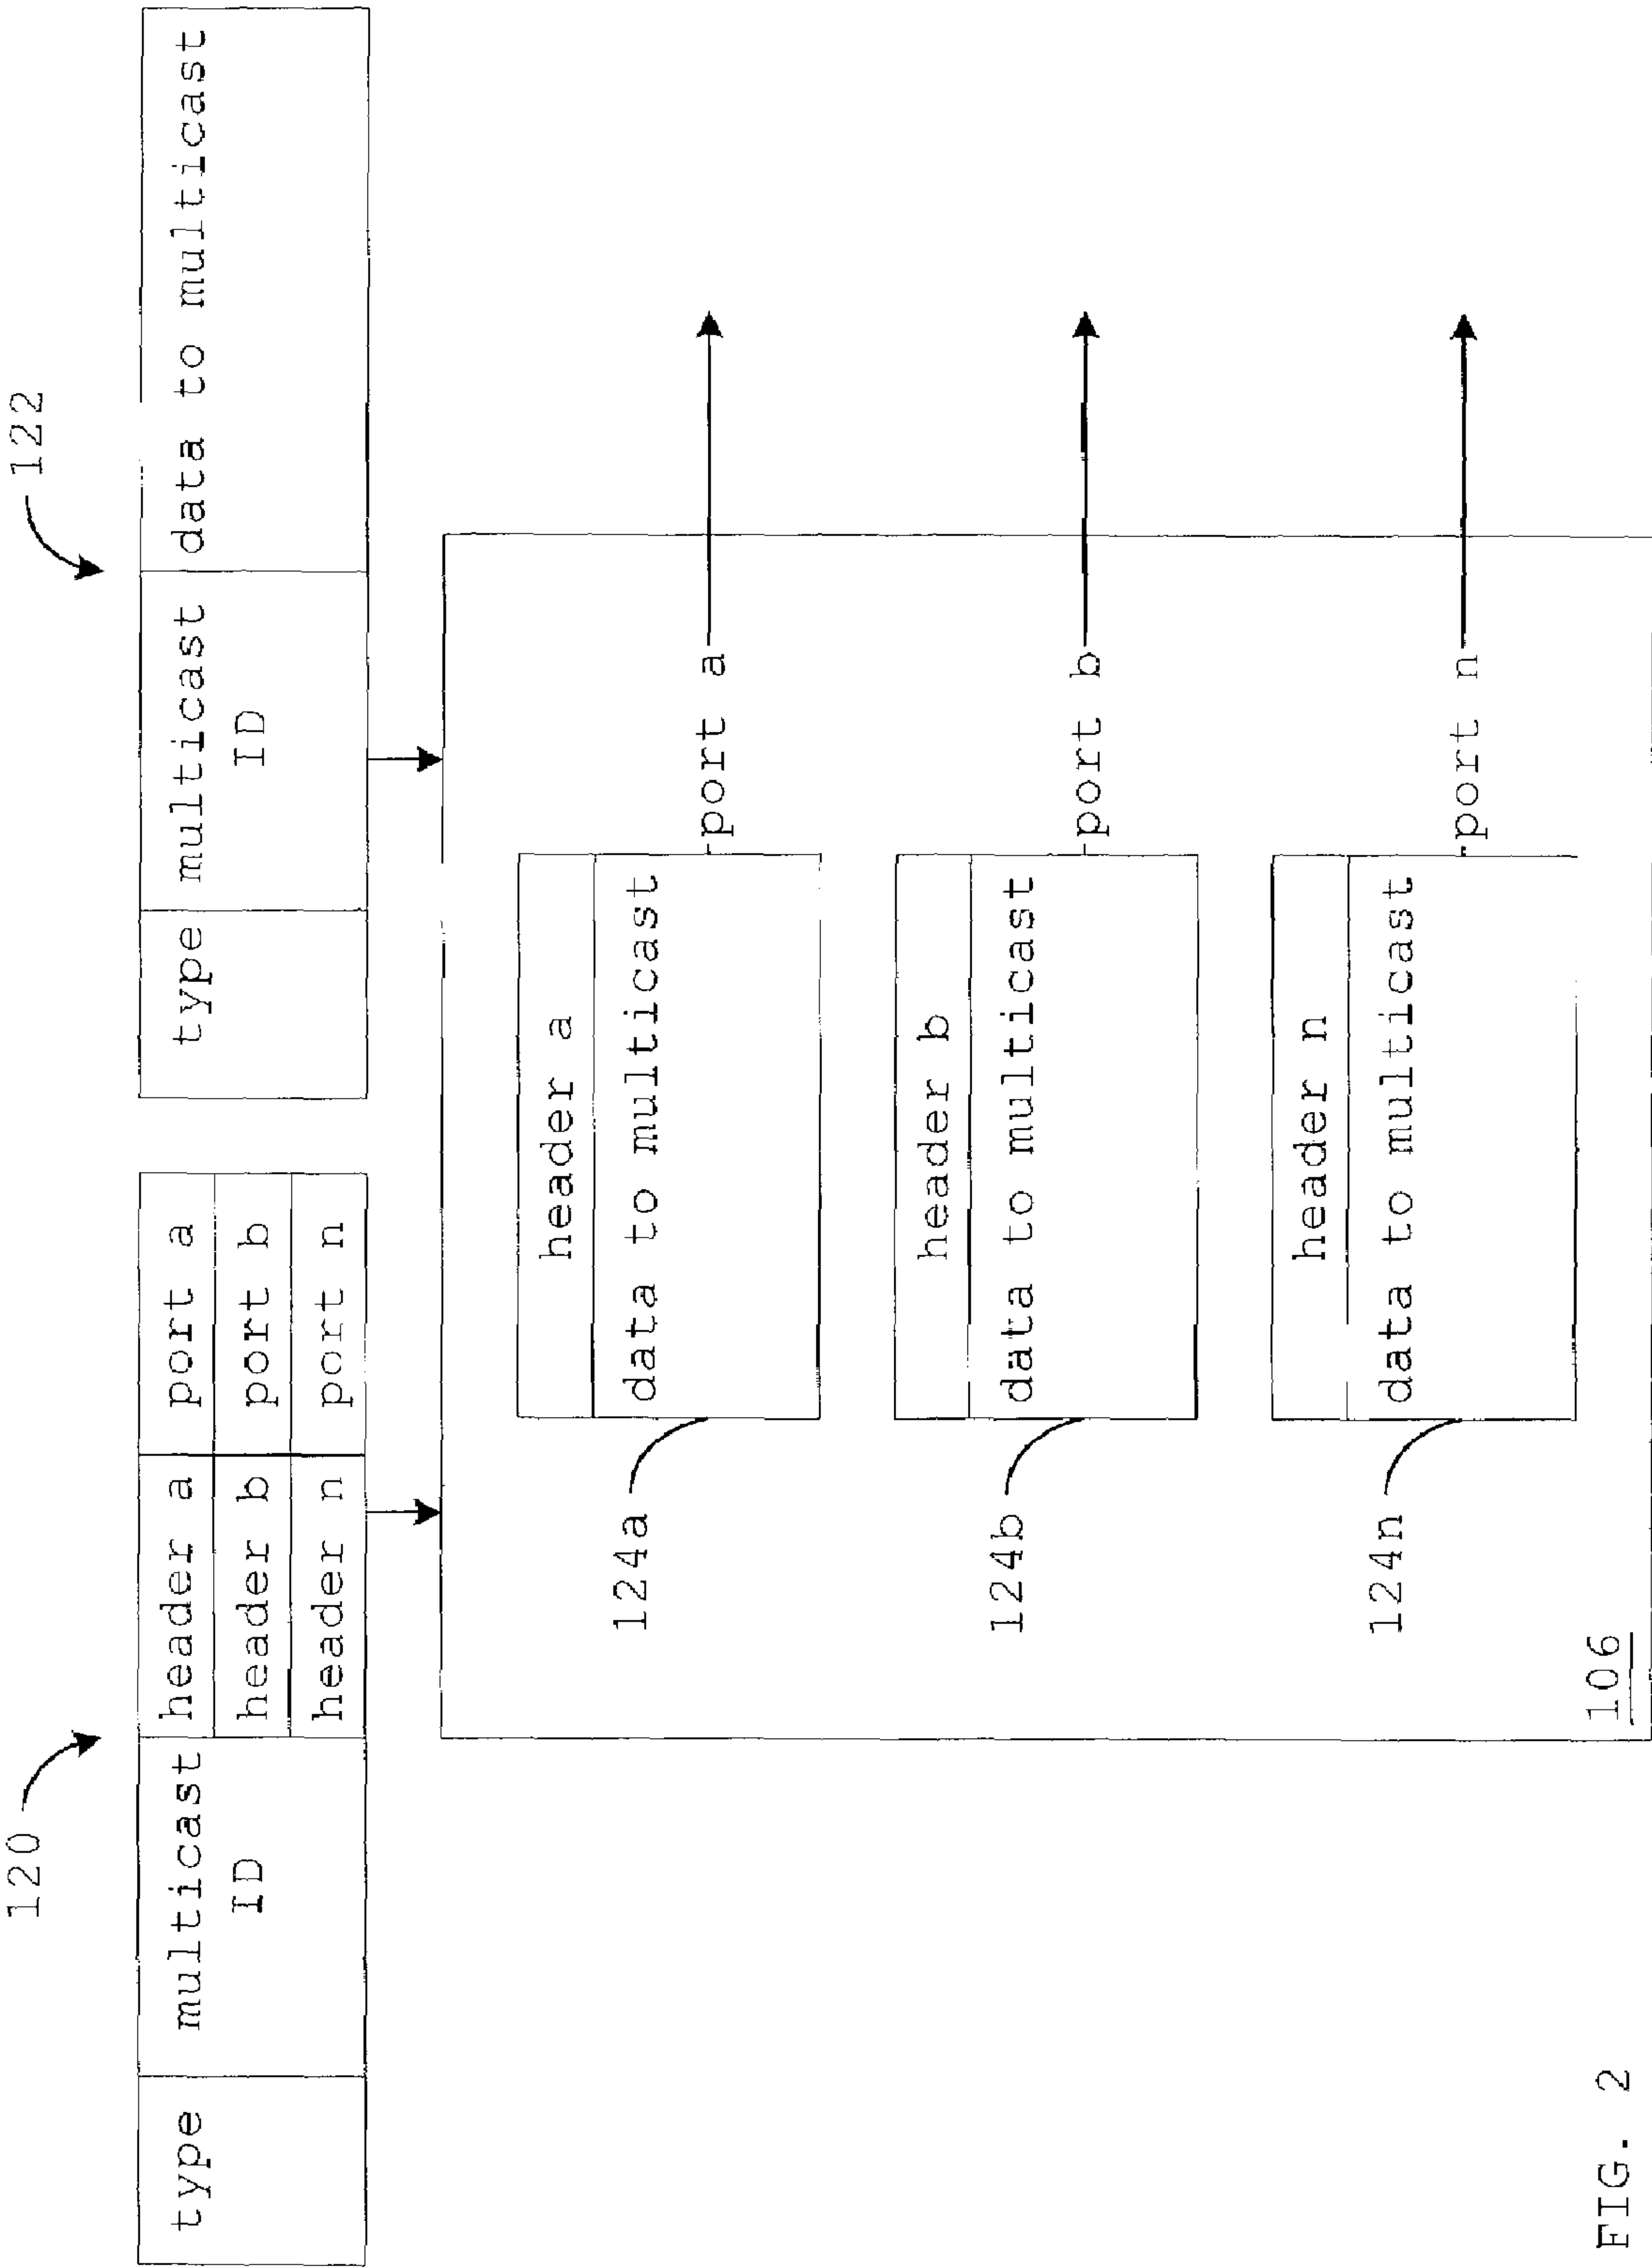 120
122
type
multicast
ID
header a
port a
header b
port b
header n
port n
type
multicast
ID
data to multicast
124a
header a
data to multicast
port a
124b
header b
data to multicast
port b
124n
header n
data to multicast
port n
106
FIG. 2